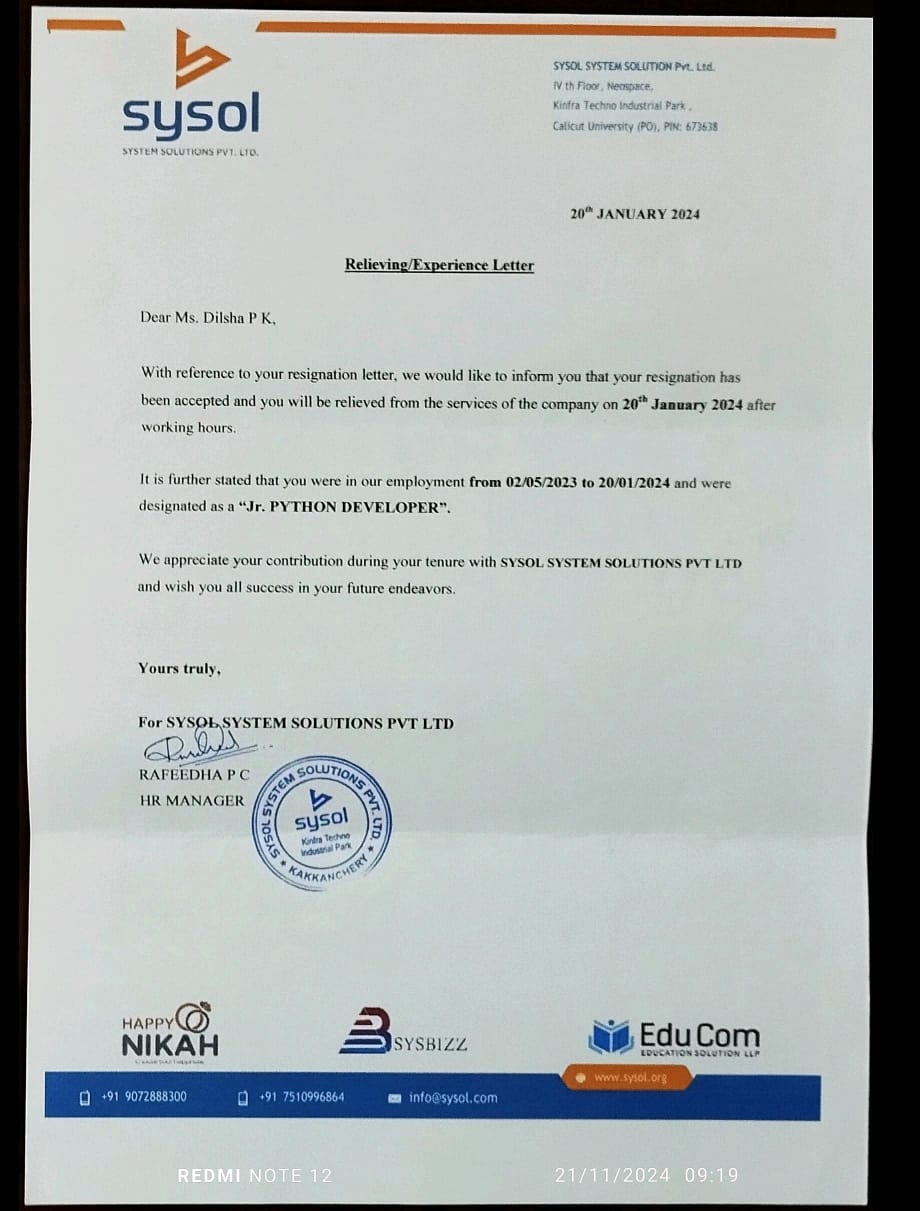 sysol
SYSTEM SOLUTIONS PVT. LTD.
SYSOL SYSTEM SOLUTION Pvt. Ltd.
IV th Floor, Neospace,
Kinfra Techno Industrial Park ,
Calicut University (PO), PIN: 673638
20th JANUARY 2024
Relieving/Experience Letter
Dear Ms. Dilsha P K,
With reference to your resignation letter, we would like to inform you that your resignation has
been accepted and you will be relieved from the services of the company on 20th January 2024 after
working hours.
It is further stated that you were in our employment from 02/05/2023 to 20/01/2024 and were
designated as a “Jr. PYTHON DEVELOPER”.
We appreciate your contribution during your tenure with SYSOL SYSTEM SOLUTIONS PVT LTD
and wish you all success in your future endeavors.
Yours truly,
For SYSOL SYSTEM SOLUTIONS PVT LTD
RAFEEDHA P C
HR MANAGER
SYSOL SYSTEM SOLUTIONS PVT. LTD.
sysol
Kinfra Techno
Industrial Park
★ KAKKANCHERY ★
HAPPY
NIKAH
SYSBIZZ
EduCom
EDUCATION SOLUTION LLP
www.sysol.org
+91 9072888300
+91 7510996864
info@sysol.com
REDMI NOTE 12
21/11/2024 09:19